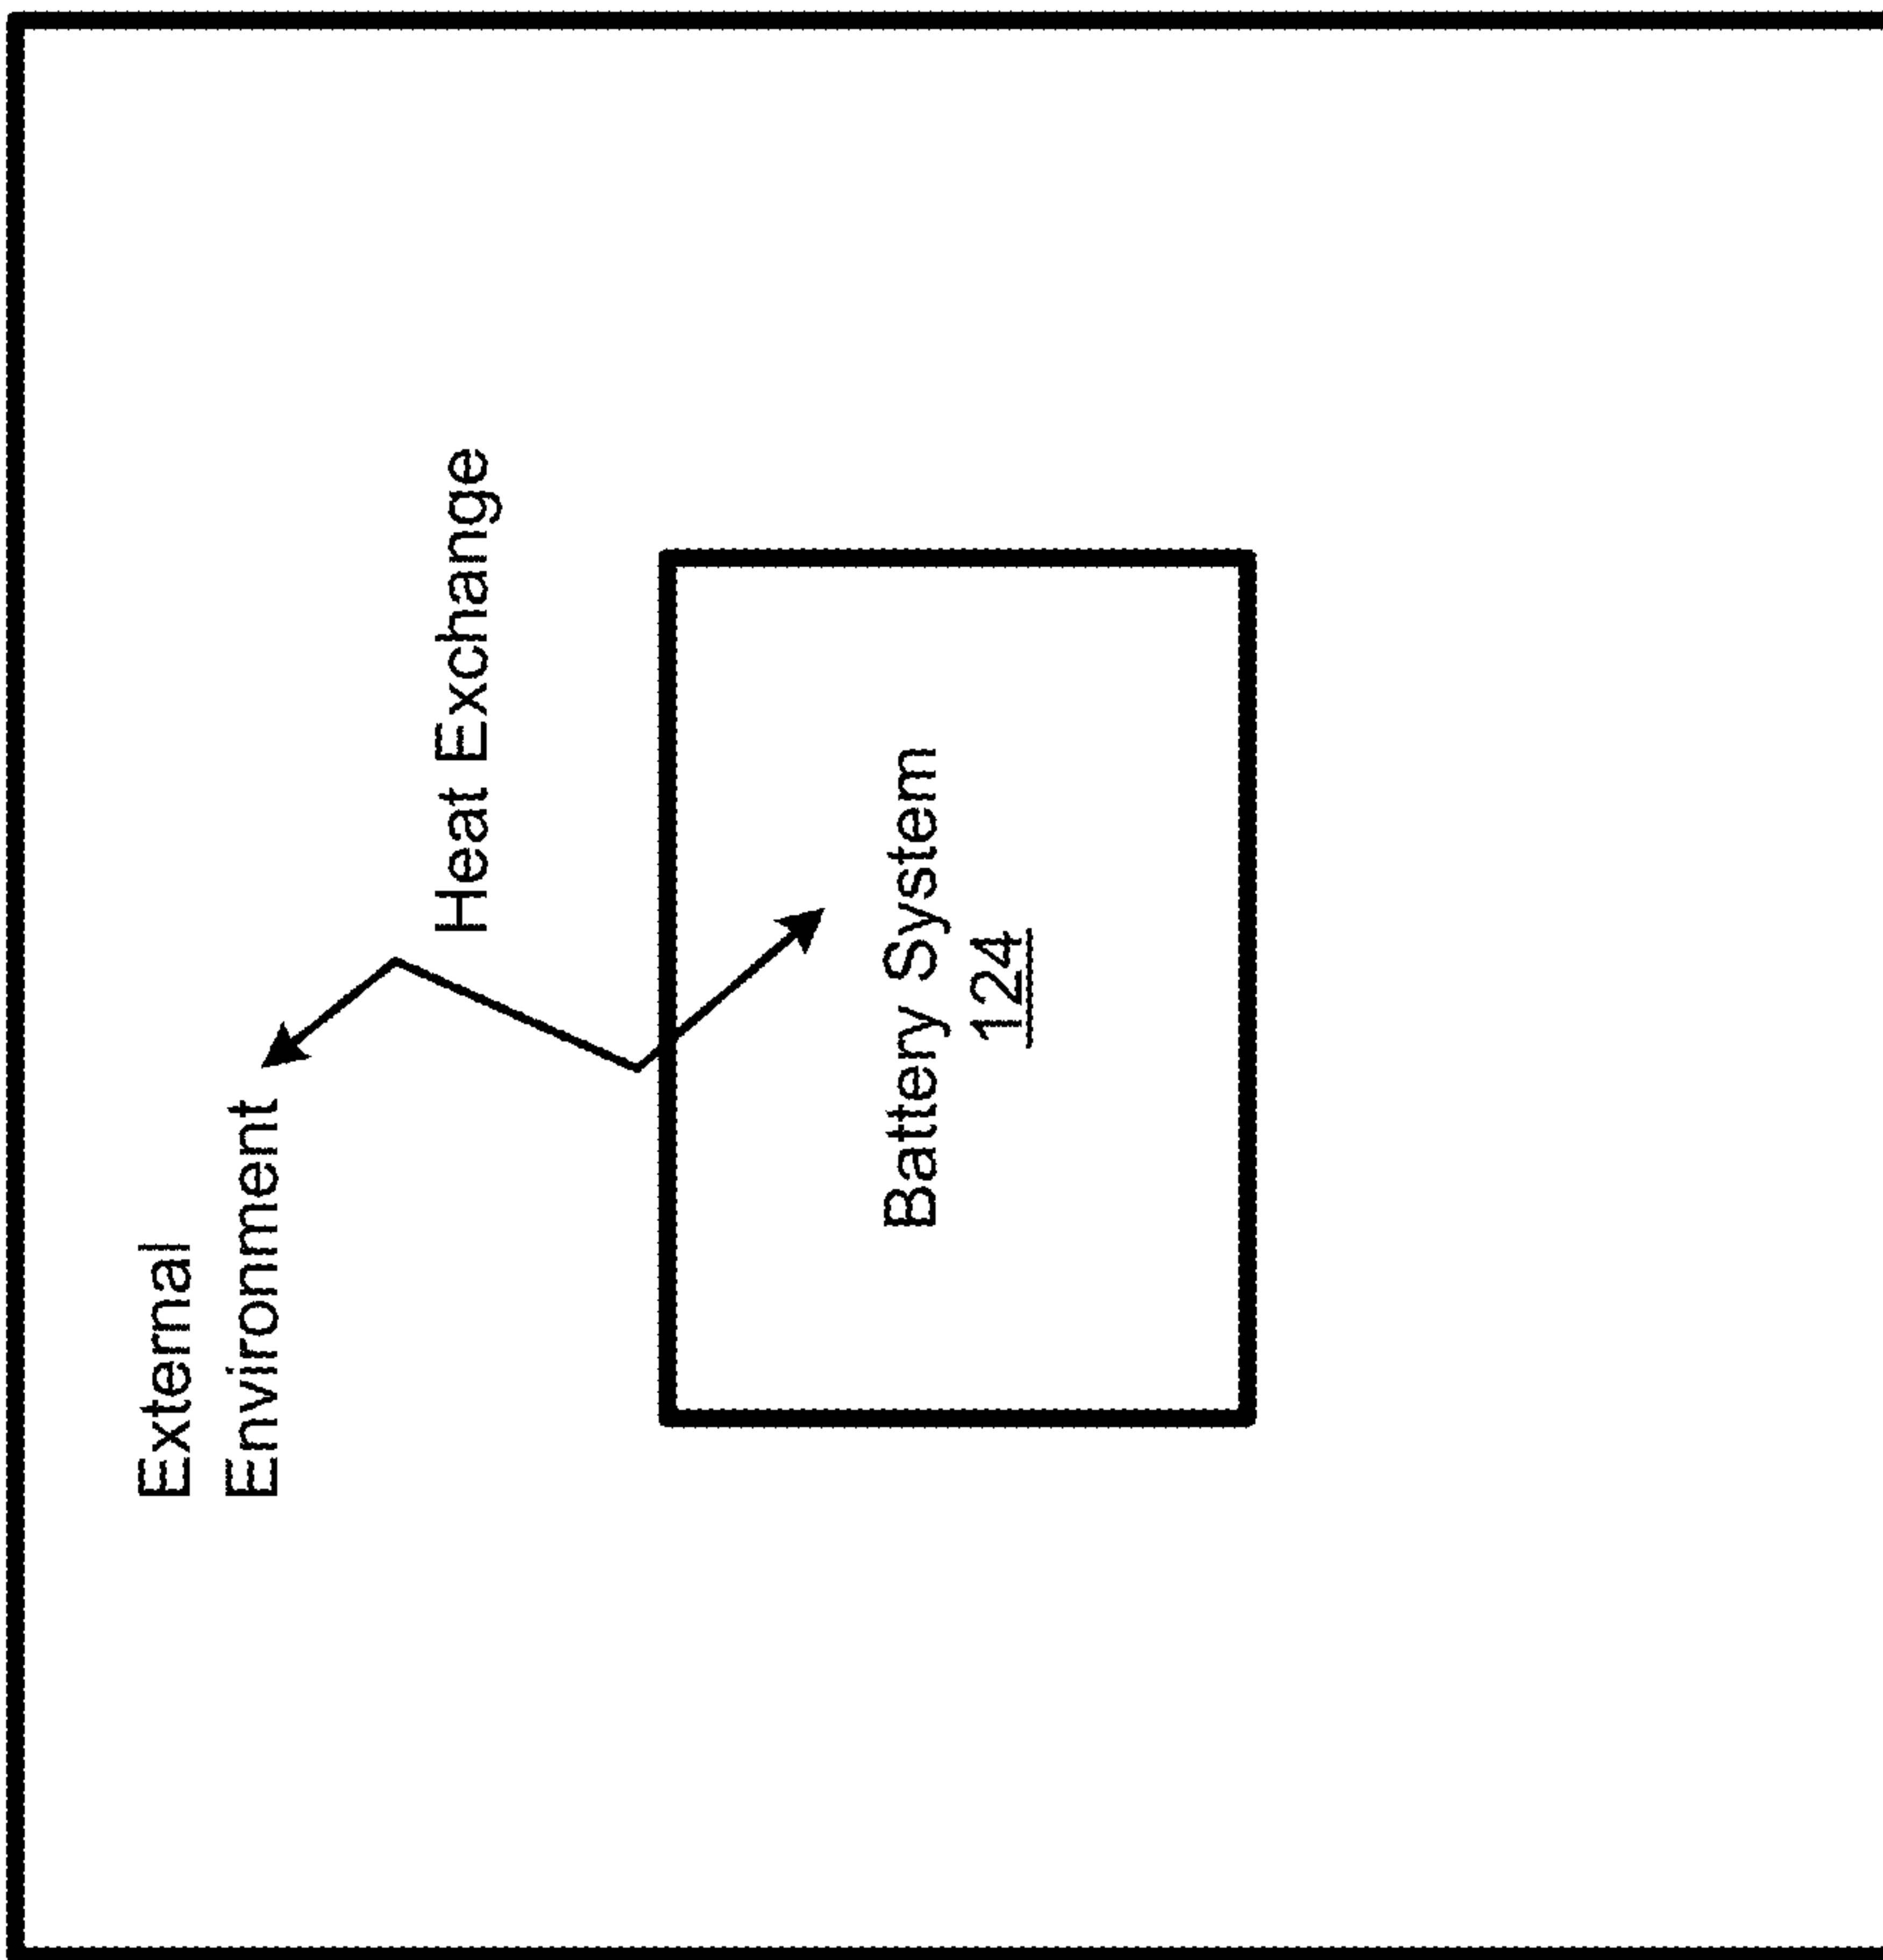 External
Environment
Heat Exchange
Battery System
124